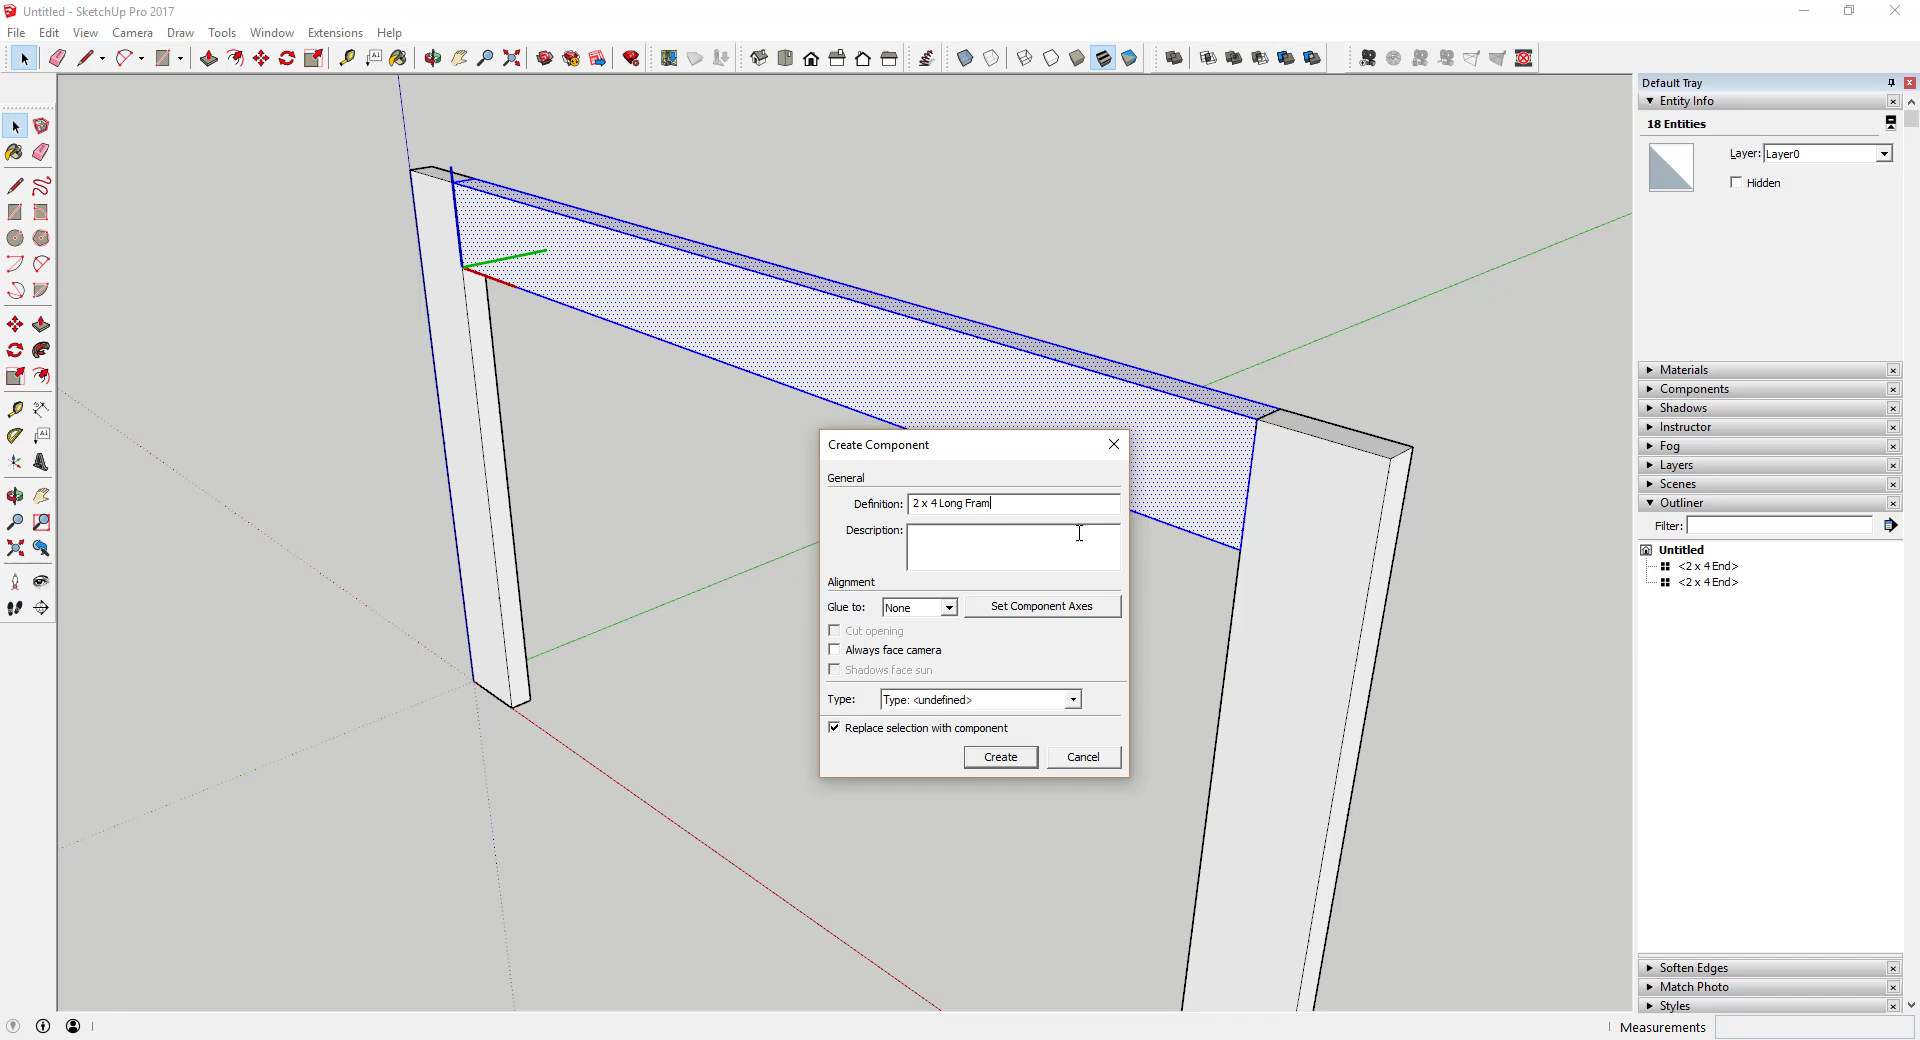 Untitled - SketchUp Pro 2017
File Edit View Camera Draw Tools Window Extensions Help
Default Tray
Entity Info
18 Entities
Layer: Layer0
Hidden
Materials
Components
Shadows
Instructor
Fog
Layers
Scenes
Outliner
Filter:
Untitled
<2 x 4 End>
<2 x 4 End>
Soften Edges
Match Photo
Styles
Create Component
General
Definition: 2 x 4 Long Fram
Description:
Alignment
Glue to: None Set Component Axes
Cut opening
Always face camera
Shadows face sun
Type: Type: <undefined>
Replace selection with component
Create Cancel
Measurements